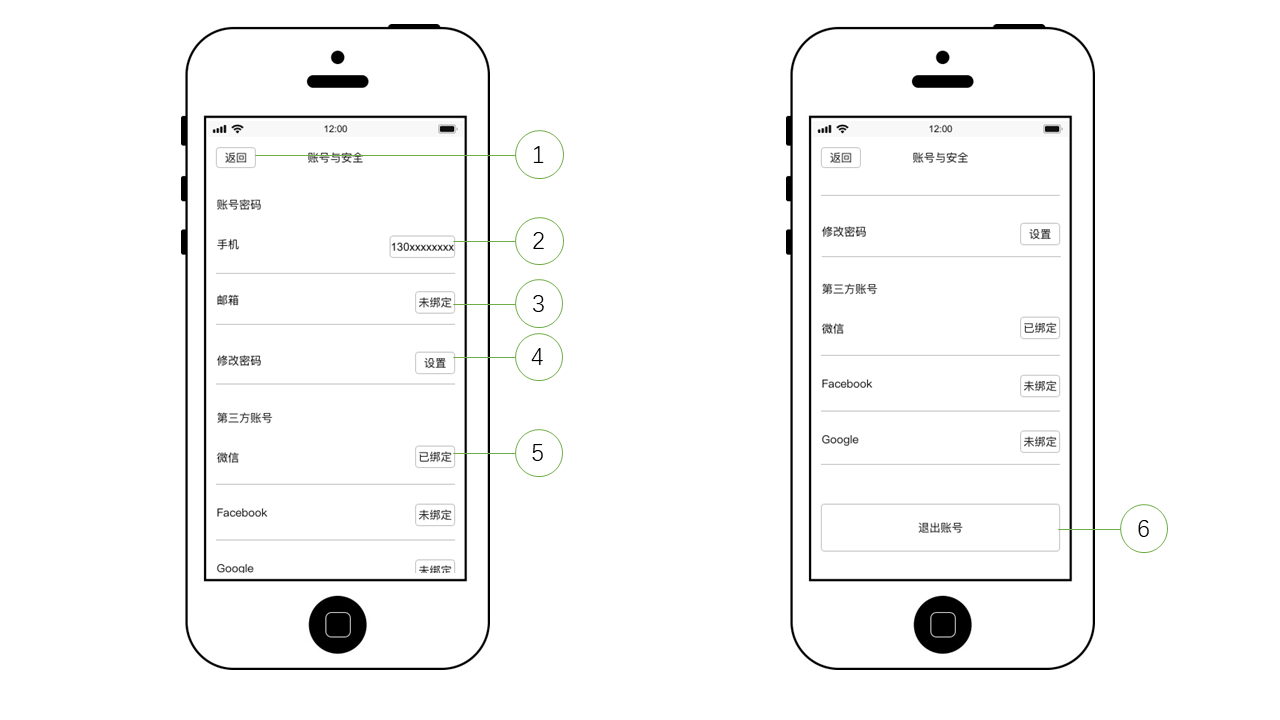 12:00
返回 账号与安全
账号密码
手机 130xxxxxxxx
邮箱 未绑定
修改密码 设置
第三方账号
微信 已绑定
Facebook 未绑定
Google 未绑定
1
2
3
4
5
12:00
返回 账号与安全
修改密码 设置
第三方账号
微信 已绑定
Facebook 未绑定
Google 未绑定
退出账号
6